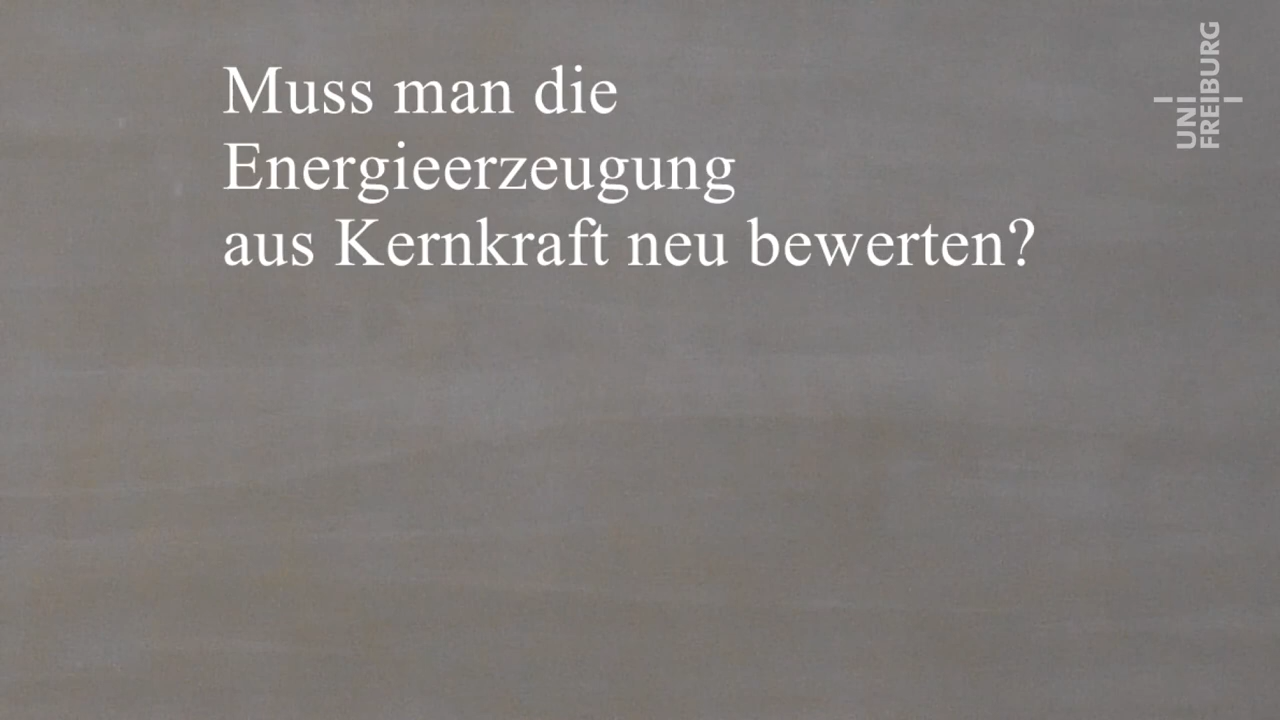 Muss man die
Energieerzeugung
aus Kernkraft neu bewerten?
UNI
FREIBURG